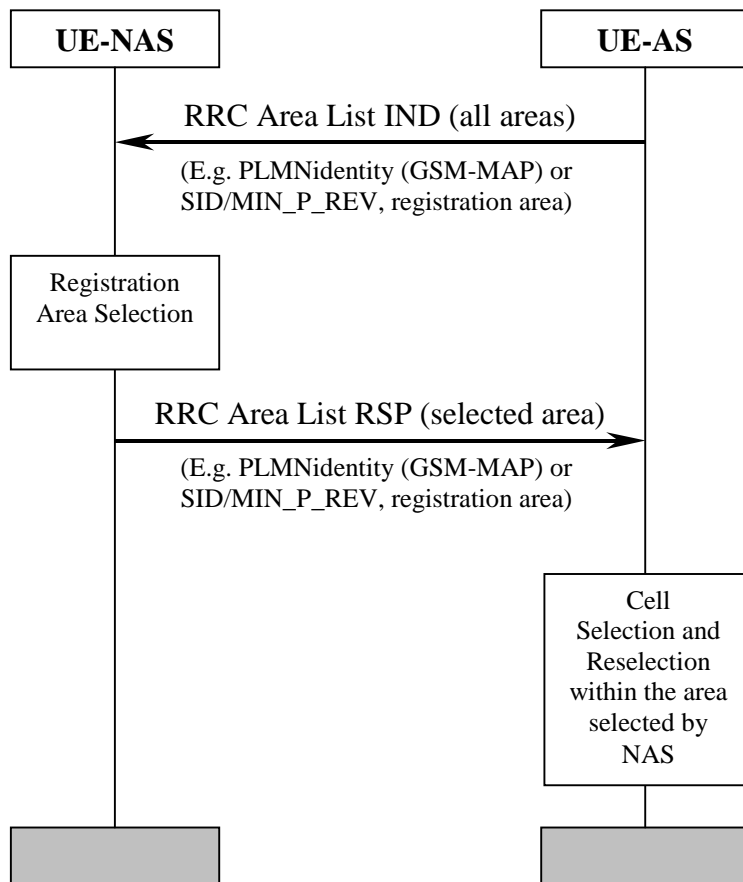 UE-NAS
UE-AS
RRC Area List IND (all areas)
(E.g. PLMNidentity (GSM-MAP) or
SID/MIN_P_REV, registration area)
Registration
Area Selection
RRC Area List RSP (selected area)
(E.g. PLMNidentity (GSM-MAP) or
SID/MIN_P_REV, registration area)
Cell
Selection and
Reselection
within the area
selected by
NAS